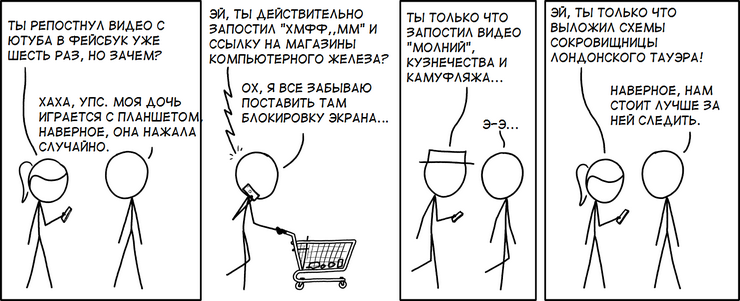 ТЫ РЕПОСТНУЛ ВИДЕО С
ЮТУБА В ФЕЙСБУК УЖЕ
ШЕСТЬ РАЗ, НО ЗАЧЕМ?
ХАХА, УПС. МОЯ ДОЧЬ
ИГРАЕТСЯ С ПЛАНШЕТОМ.
НАВЕРНОЕ, ОНА НАЖАЛА
СЛУЧАЙНО.
ЭЙ, ТЫ ДЕЙСТВИТЕЛЬНО
ЗАПОСТИЛ "ХМФФ,,ММ" И
ССЫЛКУ НА МАГАЗИНЫ
КОМПЬЮТЕРНОГО ЖЕЛЕЗА?
ОХ, Я ВСЕ ЗАБЫВАЮ
ПОСТАВИТЬ ТАМ
БЛОКИРОВКУ ЭКРАНА...
ТЫ ТОЛЬКО ЧТО
ЗАПОСТИЛ ВИДЕО
"МОЛНИЙ",
КУЗНЕЧЕСТВА И
КАМУФЛЯЖА...
Э-Э...
ЭЙ, ТЫ ТОЛЬКО ЧТО
ВЫЛОЖИЛ СХЕМЫ
СОКРОВИЩНИЦЫ
ЛОНДОНСКОГО ТАУЭРА!
НАВЕРНОЕ, НАМ
СТОИТ ЛУЧШЕ ЗА
НЕЙ СЛЕДИТЬ.